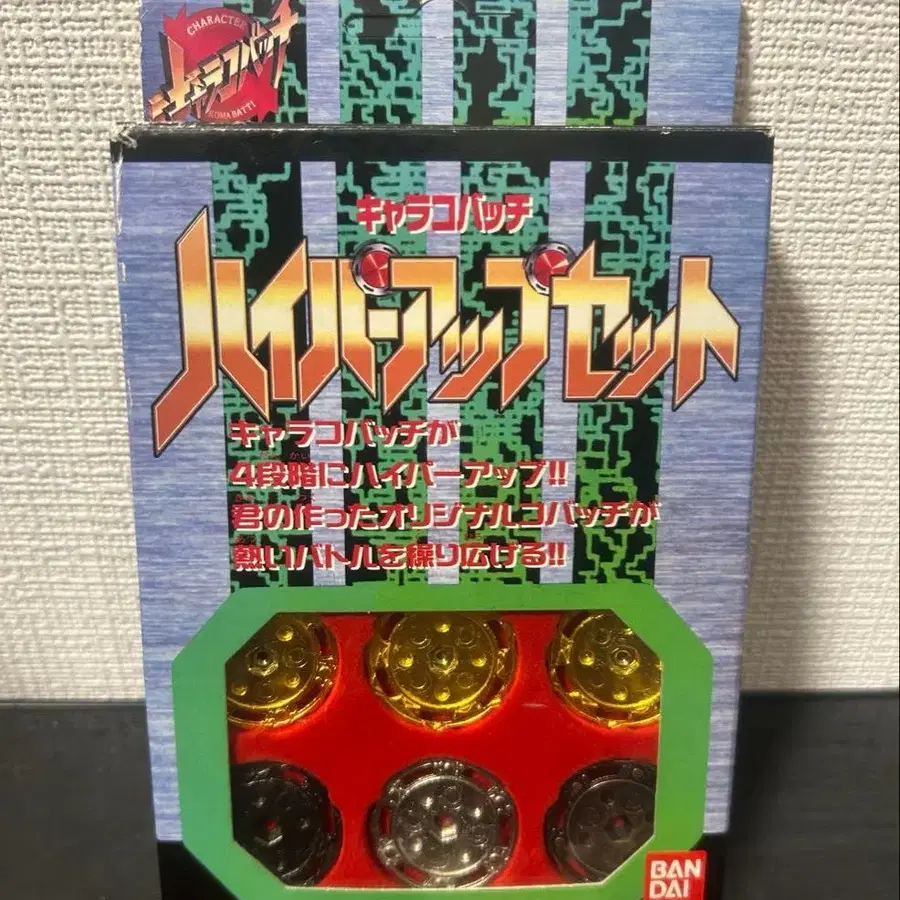 CHARACTER
キャラコバッチ
KOMA BATTI
キャラコバッチ
ハイパーアップセット
キャラコバッチが
4段階にハイパーアップ!!
君の作ったオリジナルコバッチが
熱いバトルを繰り広げる!!
BAN
DAI